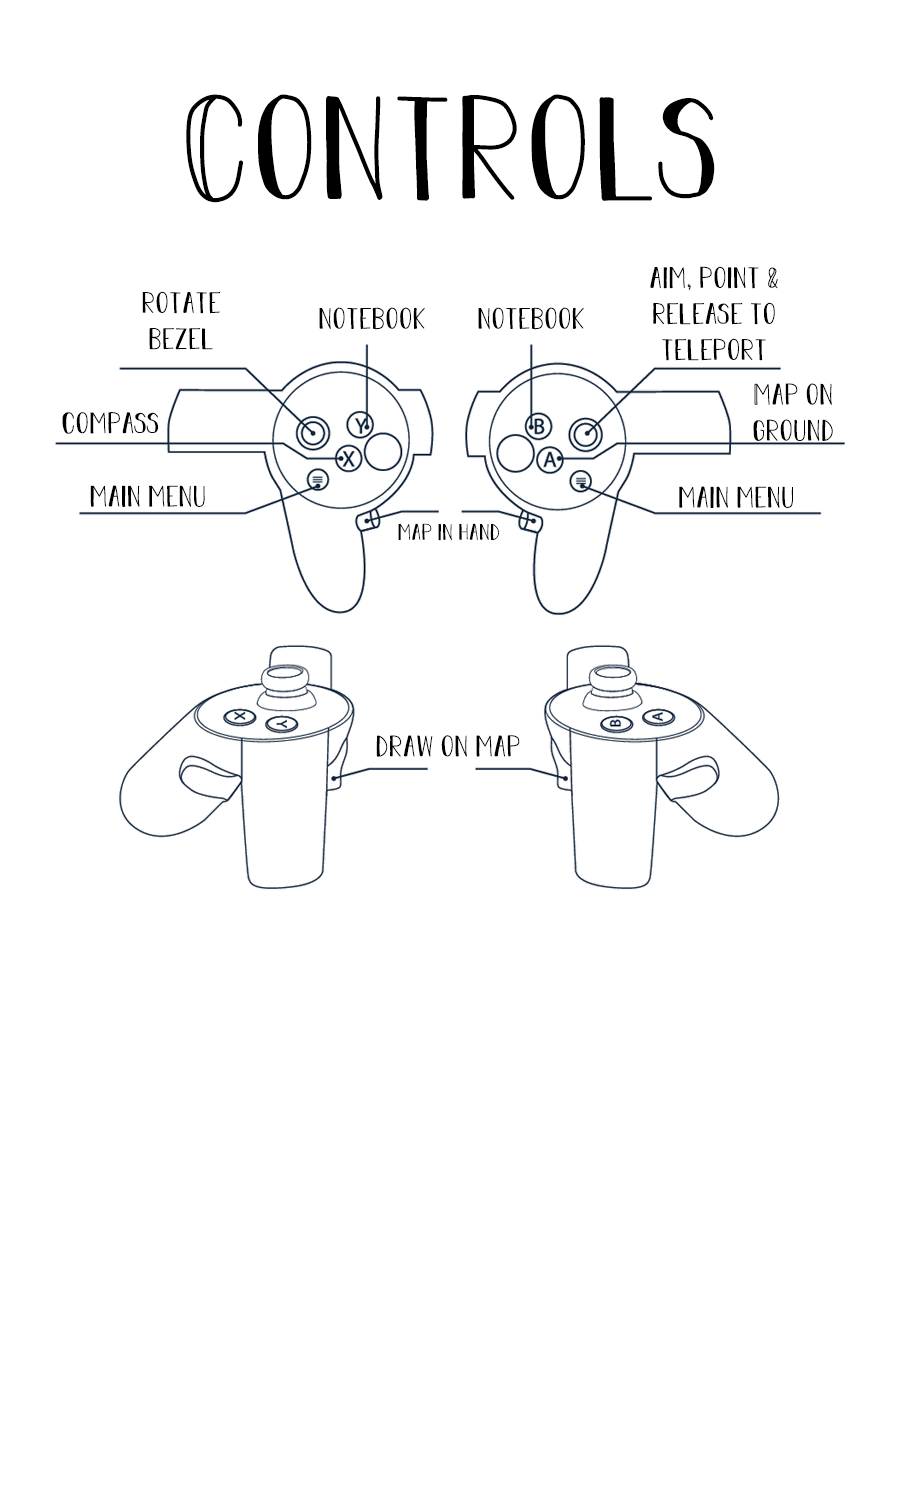 CONTROLS
ROTATE
BEZEL
NOTEBOOK
NOTEBOOK
AIM, POINT &
RELEASE TO
TELEPORT
COMPASS
MAP ON
GROUND
MAIN MENU
MAIN MENU
MAP IN HAND
Y
X
B
A
X
Y
B
A
DRAW ON MAP